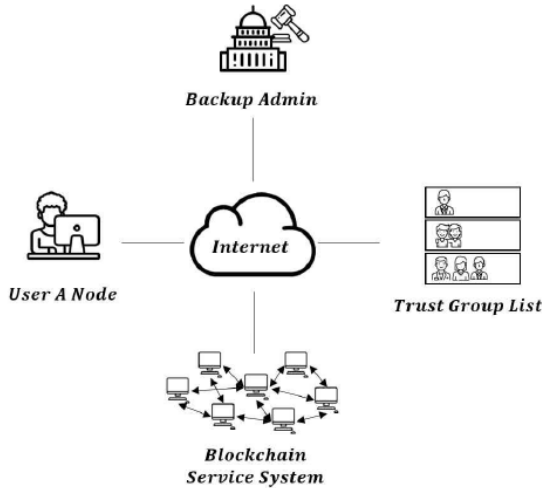 Backup Admin
Internet
User A Node
Trust Group List
Blockchain
Service System